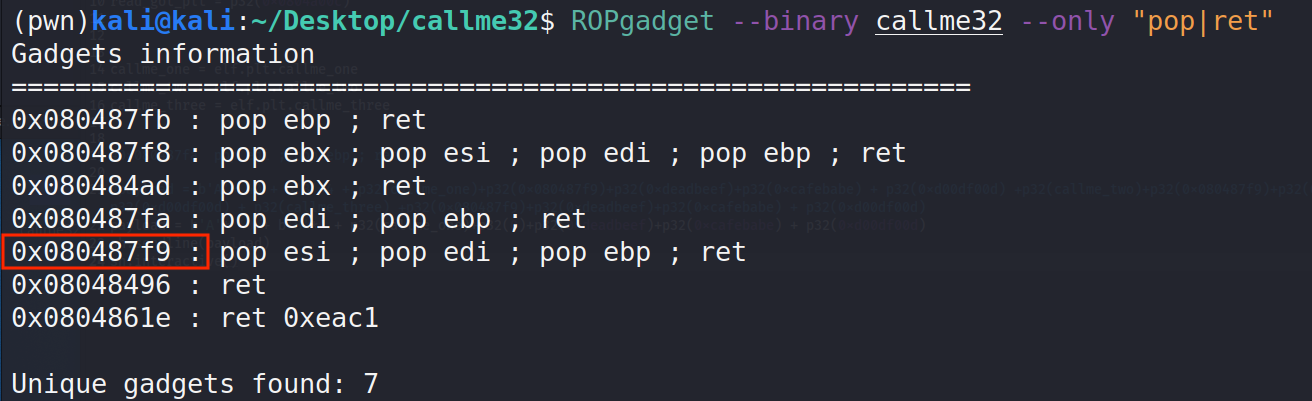 (pwn)kali@kali:~/Desktop/callme32$ ROPgadget --binary callme32 --only "pop|ret"
Gadgets information
============================================================
0x080487fb : pop ebp ; ret
0x080487f8 : pop ebx ; pop esi ; pop edi ; pop ebp ; ret
0x080484ad : pop ebx ; ret
0x080487fa : pop edi ; pop ebp ; ret
0x080487f9 : pop esi ; pop edi ; pop ebp ; ret
0x08048496 : ret
0x0804861e : ret 0xeac1
Unique gadgets found: 7